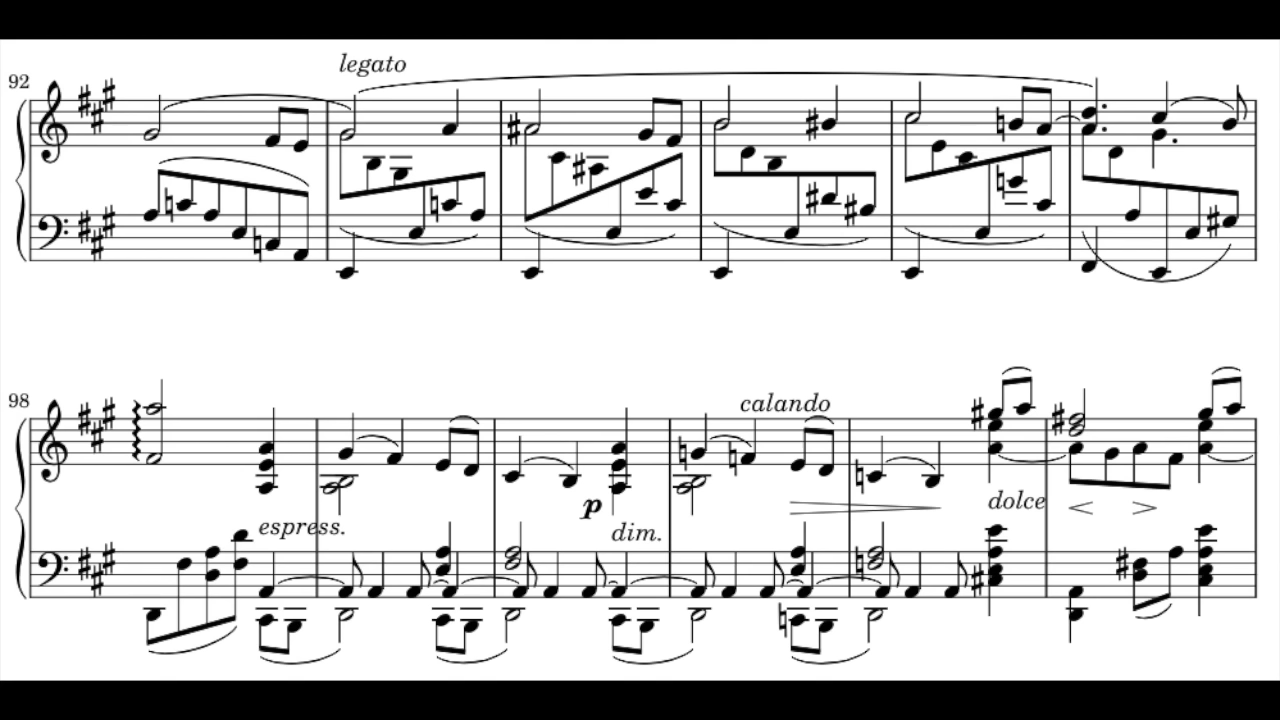 legato
92
98
calando
p
dolce
espress.
dim.